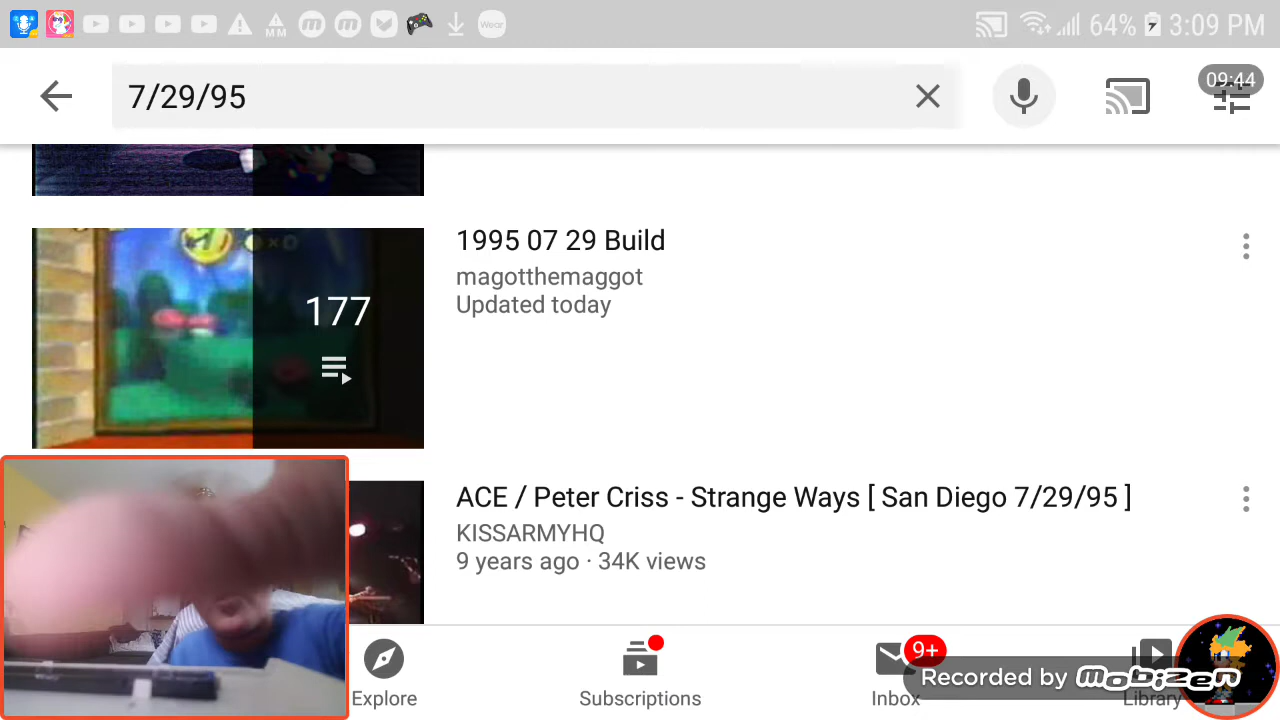 MM
Wear
64%
3:09 PM
7/29/95
09:44
177
1995 07 29 Build
magotthemaggot
Updated today
ACE / Peter Criss - Strange Ways [ San Diego 7/29/95 ]
KISSARMYHQ
9 years ago · 34K views
Explore
Subscriptions
9+
Inbox
Library
Recorded by Mobizen